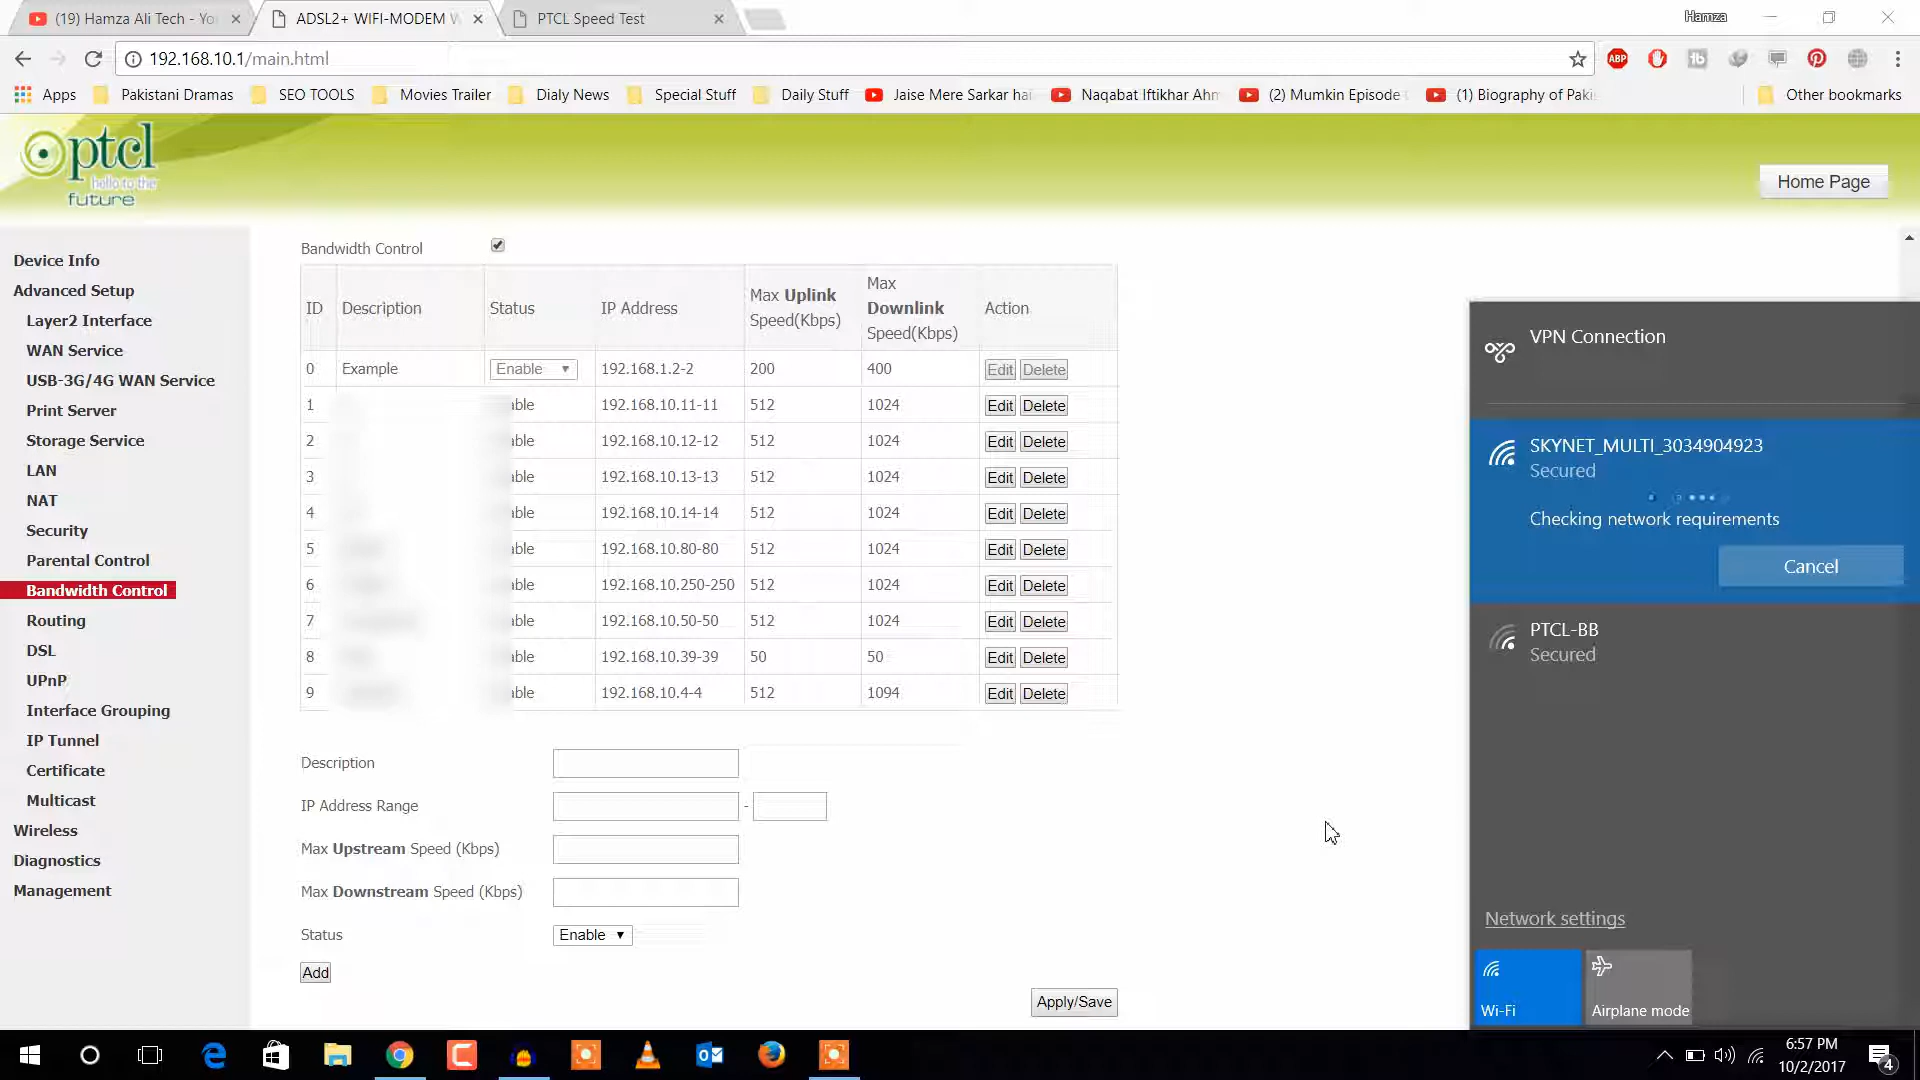 (19) Hamza Ali Tech - Yo
ADSL2+ WIFI-MODEM W
PTCL Speed Test
Hamza
192.168.10.1/main.html
ABP
Apps
Pakistani Dramas
SEO TOOLS
Movies Trailer
Dialy News
Special Stuff
Daily Stuff
Jaise Mere Sarkar hai
Naqabat Iftikhar Ahm
(2) Mumkin Episode
(1) Biography of Paki
Other bookmarks
ptcl
hello to the
future
Home Page
Device Info
Advanced Setup
Layer2 Interface
WAN Service
USB-3G/4G WAN Service
Print Server
Storage Service
LAN
NAT
Security
Parental Control
Bandwidth Control
Routing
DSL
UPnP
Interface Grouping
IP Tunnel
Certificate
Multicast
Wireless
Diagnostics
Management
Bandwidth Control
ID Description Status IP Address Max Uplink Speed(Kbps) Max Downlink Speed(Kbps) Action
0 Example Enable 192.168.1.2-2 200 400 Edit Delete
1 able 192.168.10.11-11 512 1024 Edit Delete
2 able 192.168.10.12-12 512 1024 Edit Delete
3 able 192.168.10.13-13 512 1024 Edit Delete
4 able 192.168.10.14-14 512 1024 Edit Delete
5 able 192.168.10.80-80 512 1024 Edit Delete
6 able 192.168.10.250-250 512 1024 Edit Delete
7 able 192.168.10.50-50 512 1024 Edit Delete
8 able 192.168.10.39-39 50 50 Edit Delete
9 able 192.168.10.4-4 512 1094 Edit Delete
Description
IP Address Range -
Max Upstream Speed (Kbps)
Max Downstream Speed (Kbps)
Status Enable
Add
Apply/Save
VPN Connection
SKYNET_MULTI_3034904923
Secured
Checking network requirements
Cancel
PTCL-BB
Secured
Network settings
Wi-Fi
Airplane mode
6:57 PM
10/2/2017
4